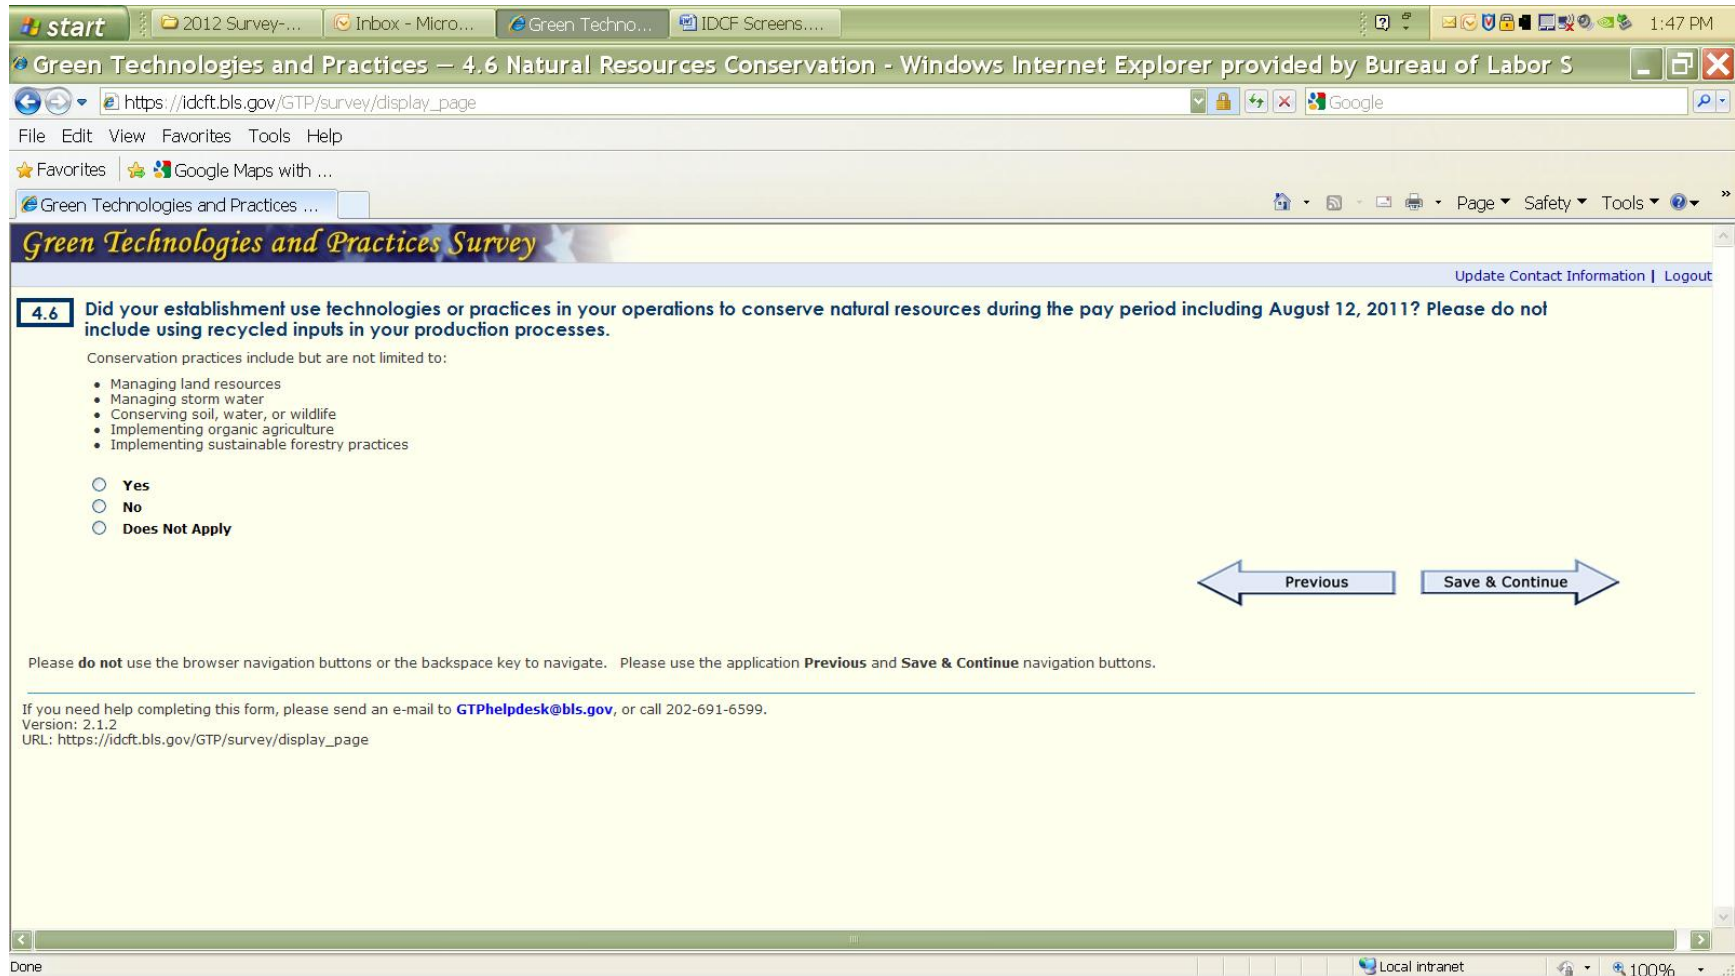 start
2012 Survey-...
Inbox - Micro...
Green Techno...
IDCF Screens....
1:47 PM
Green Technologies and Practices — 4.6 Natural Resources Conservation - Windows Internet Explorer provided by Bureau of Labor S
https://idcft.bls.gov/GTP/survey/display_page
Google
File Edit View Favorites Tools Help
Favorites
Google Maps with ...
Green Technologies and Practices ...
Page Safety Tools »
Green Technologies and Practices Survey
Update Contact Information | Logout
4.6 Did your establishment use technologies or practices in your operations to conserve natural resources during the pay period including August 12, 2011? Please do not
include using recycled inputs in your production processes.
Conservation practices include but are not limited to:
• Managing land resources
• Managing storm water
• Conserving soil, water, or wildlife
• Implementing organic agriculture
• Implementing sustainable forestry practices
Yes
No
Does Not Apply
Previous
Save & Continue
Please do not use the browser navigation buttons or the backspace key to navigate. Please use the application Previous and Save & Continue navigation buttons.
If you need help completing this form, please send an e-mail to GTPhelpdesk@bls.gov, or call 202-691-6599.
Version: 2.1.2
URL: https://idcft.bls.gov/GTP/survey/display_page
Done
Local intranet
100%